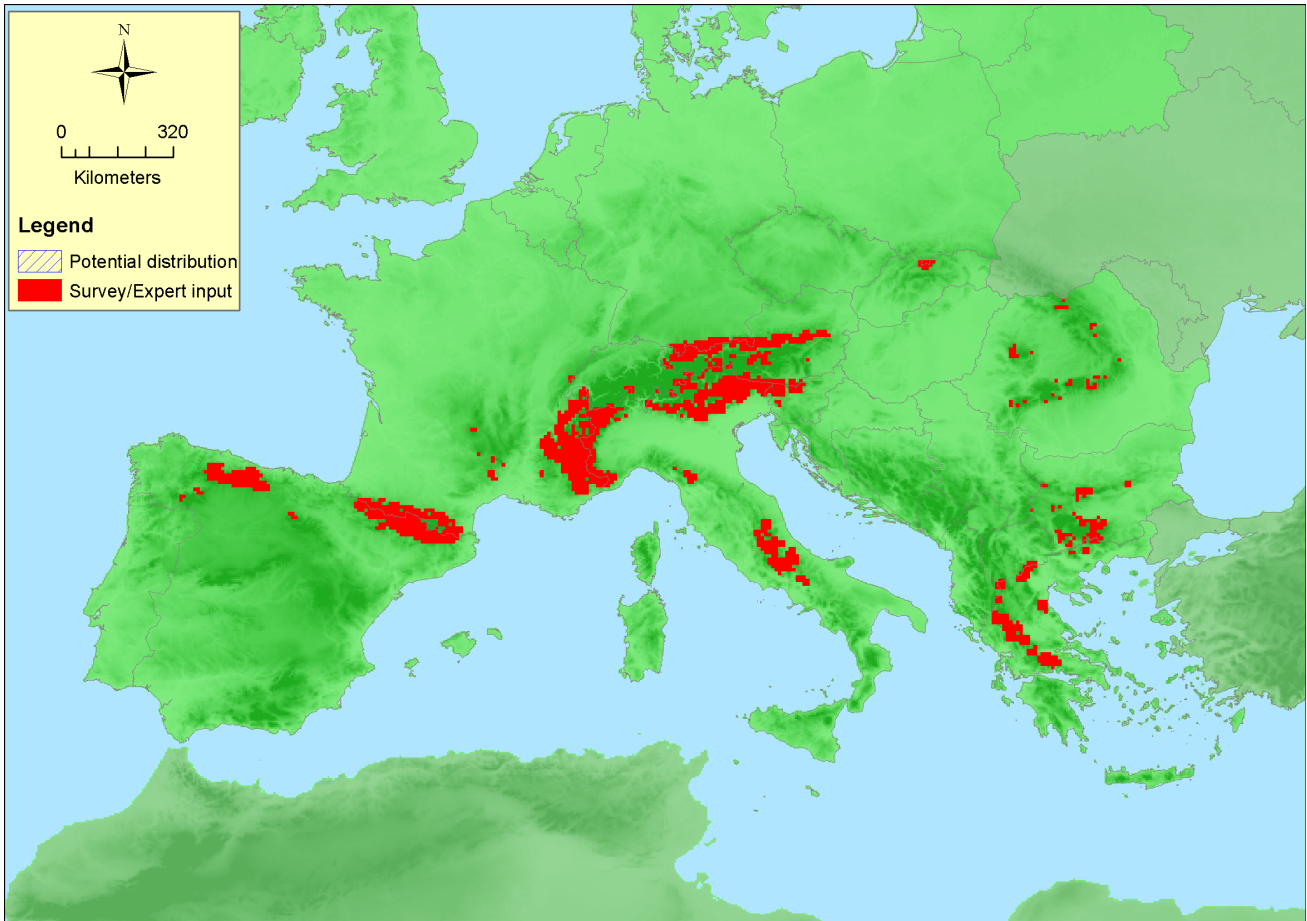 N
0 320
Kilometers
Legend
Potential distribution
Survey/Expert input